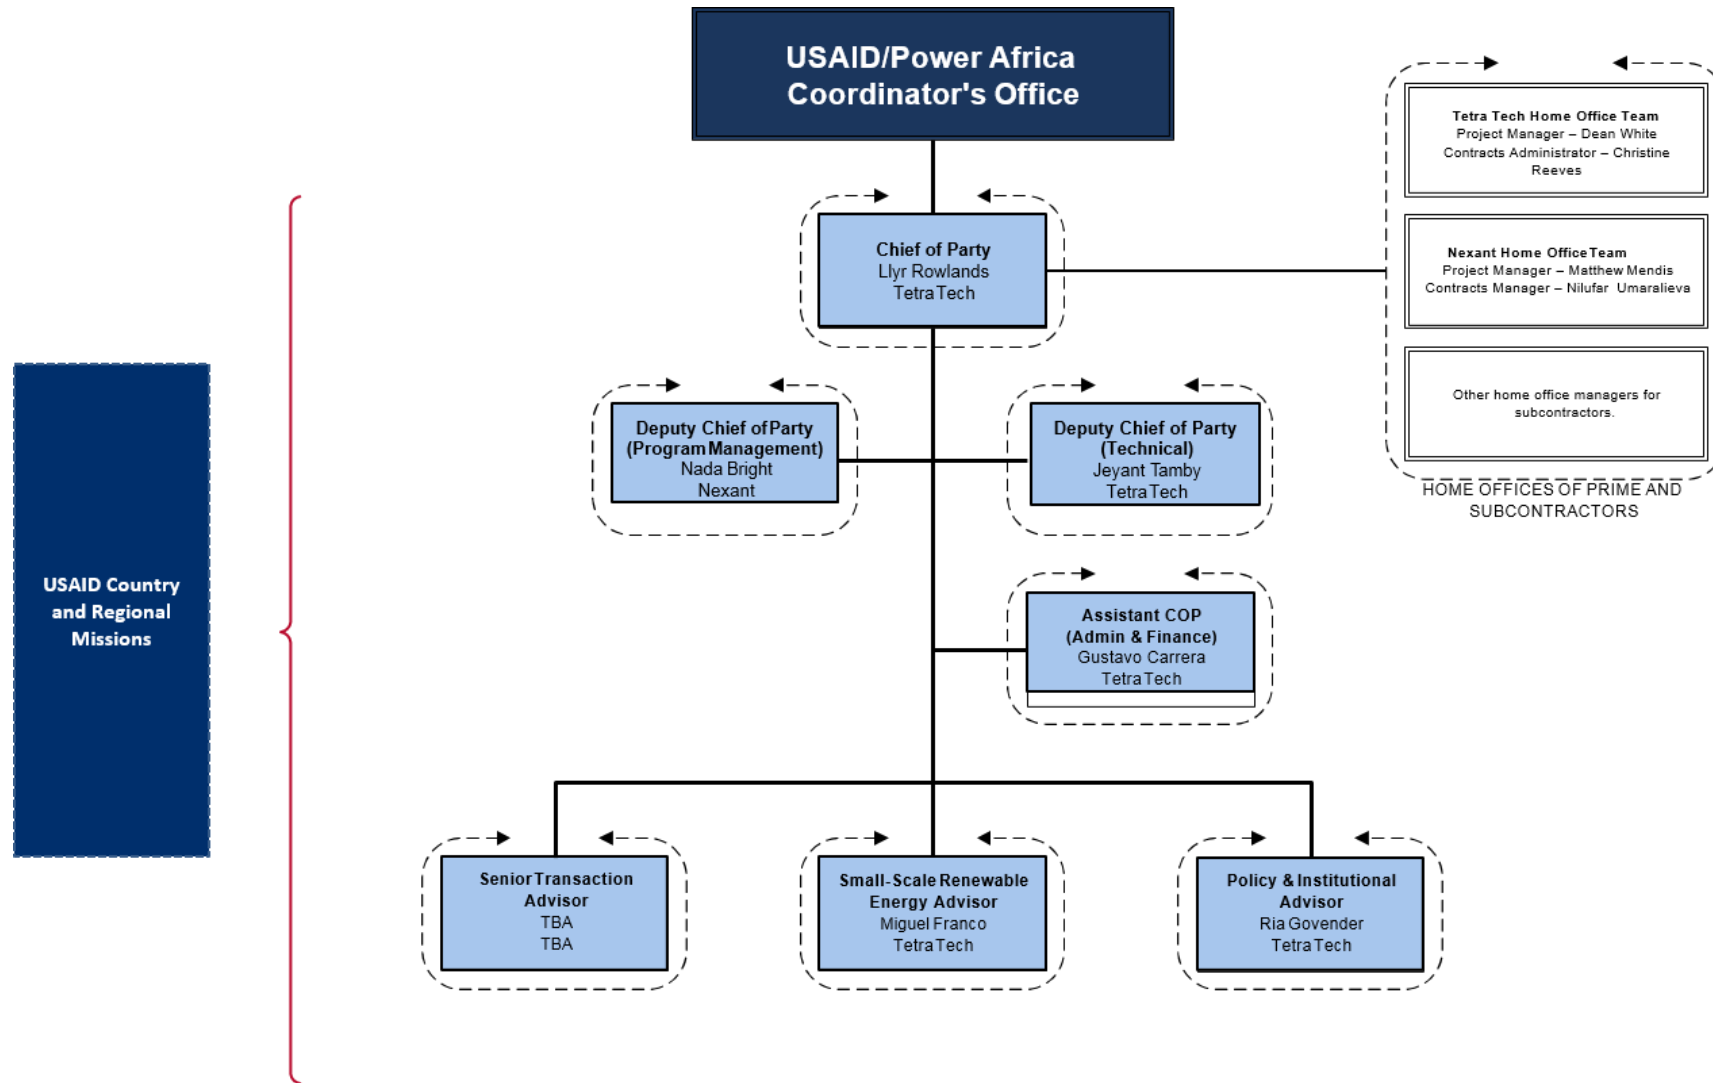 USAID/Power Africa
Coordinator's Office
Tetra Tech Home Office Team
Project Manager – Dean White
Contracts Administrator – Christine
Reeves
Chief of Party
Llyr Rowlands
Tetra Tech
Nexant Home Office Team
Project Manager – Matthew Mendis
Contracts Manager – Nilufar Umaralieva
Other home office managers for
subcontractors.
HOME OFFICES OF PRIME AND
SUBCONTRACTORS
Deputy Chief of Party
(Program Management)
Nada Bright
Nexant
Deputy Chief of Party
(Technical)
Jeyant Tamby
Tetra Tech
USAID Country
and Regional
Missions
Assistant COP
(Admin & Finance)
Gustavo Carrera
Tetra Tech
Senior Transaction
Advisor
TBA
TBA
Small-Scale Renewable
Energy Advisor
Miguel Franco
Tetra Tech
Policy & Institutional
Advisor
Ria Govender
Tetra Tech